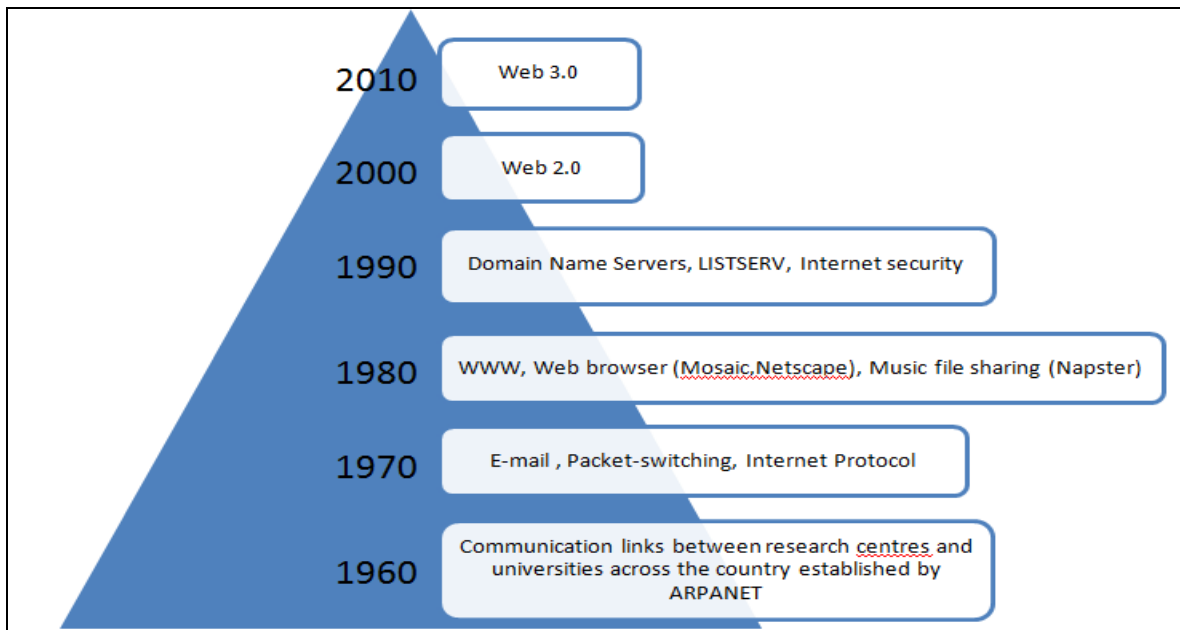 2010
Web 3.0
2000
Web 2.0
1990
Domain Name Servers, LISTSERV, Internet security
1980
WWW, Web browser (Mosaic,Netscape), Music file sharing (Napster)
1970
E-mail , Packet-switching, Internet Protocol
1960
Communication links between research centres and
universities across the country established by
ARPANET